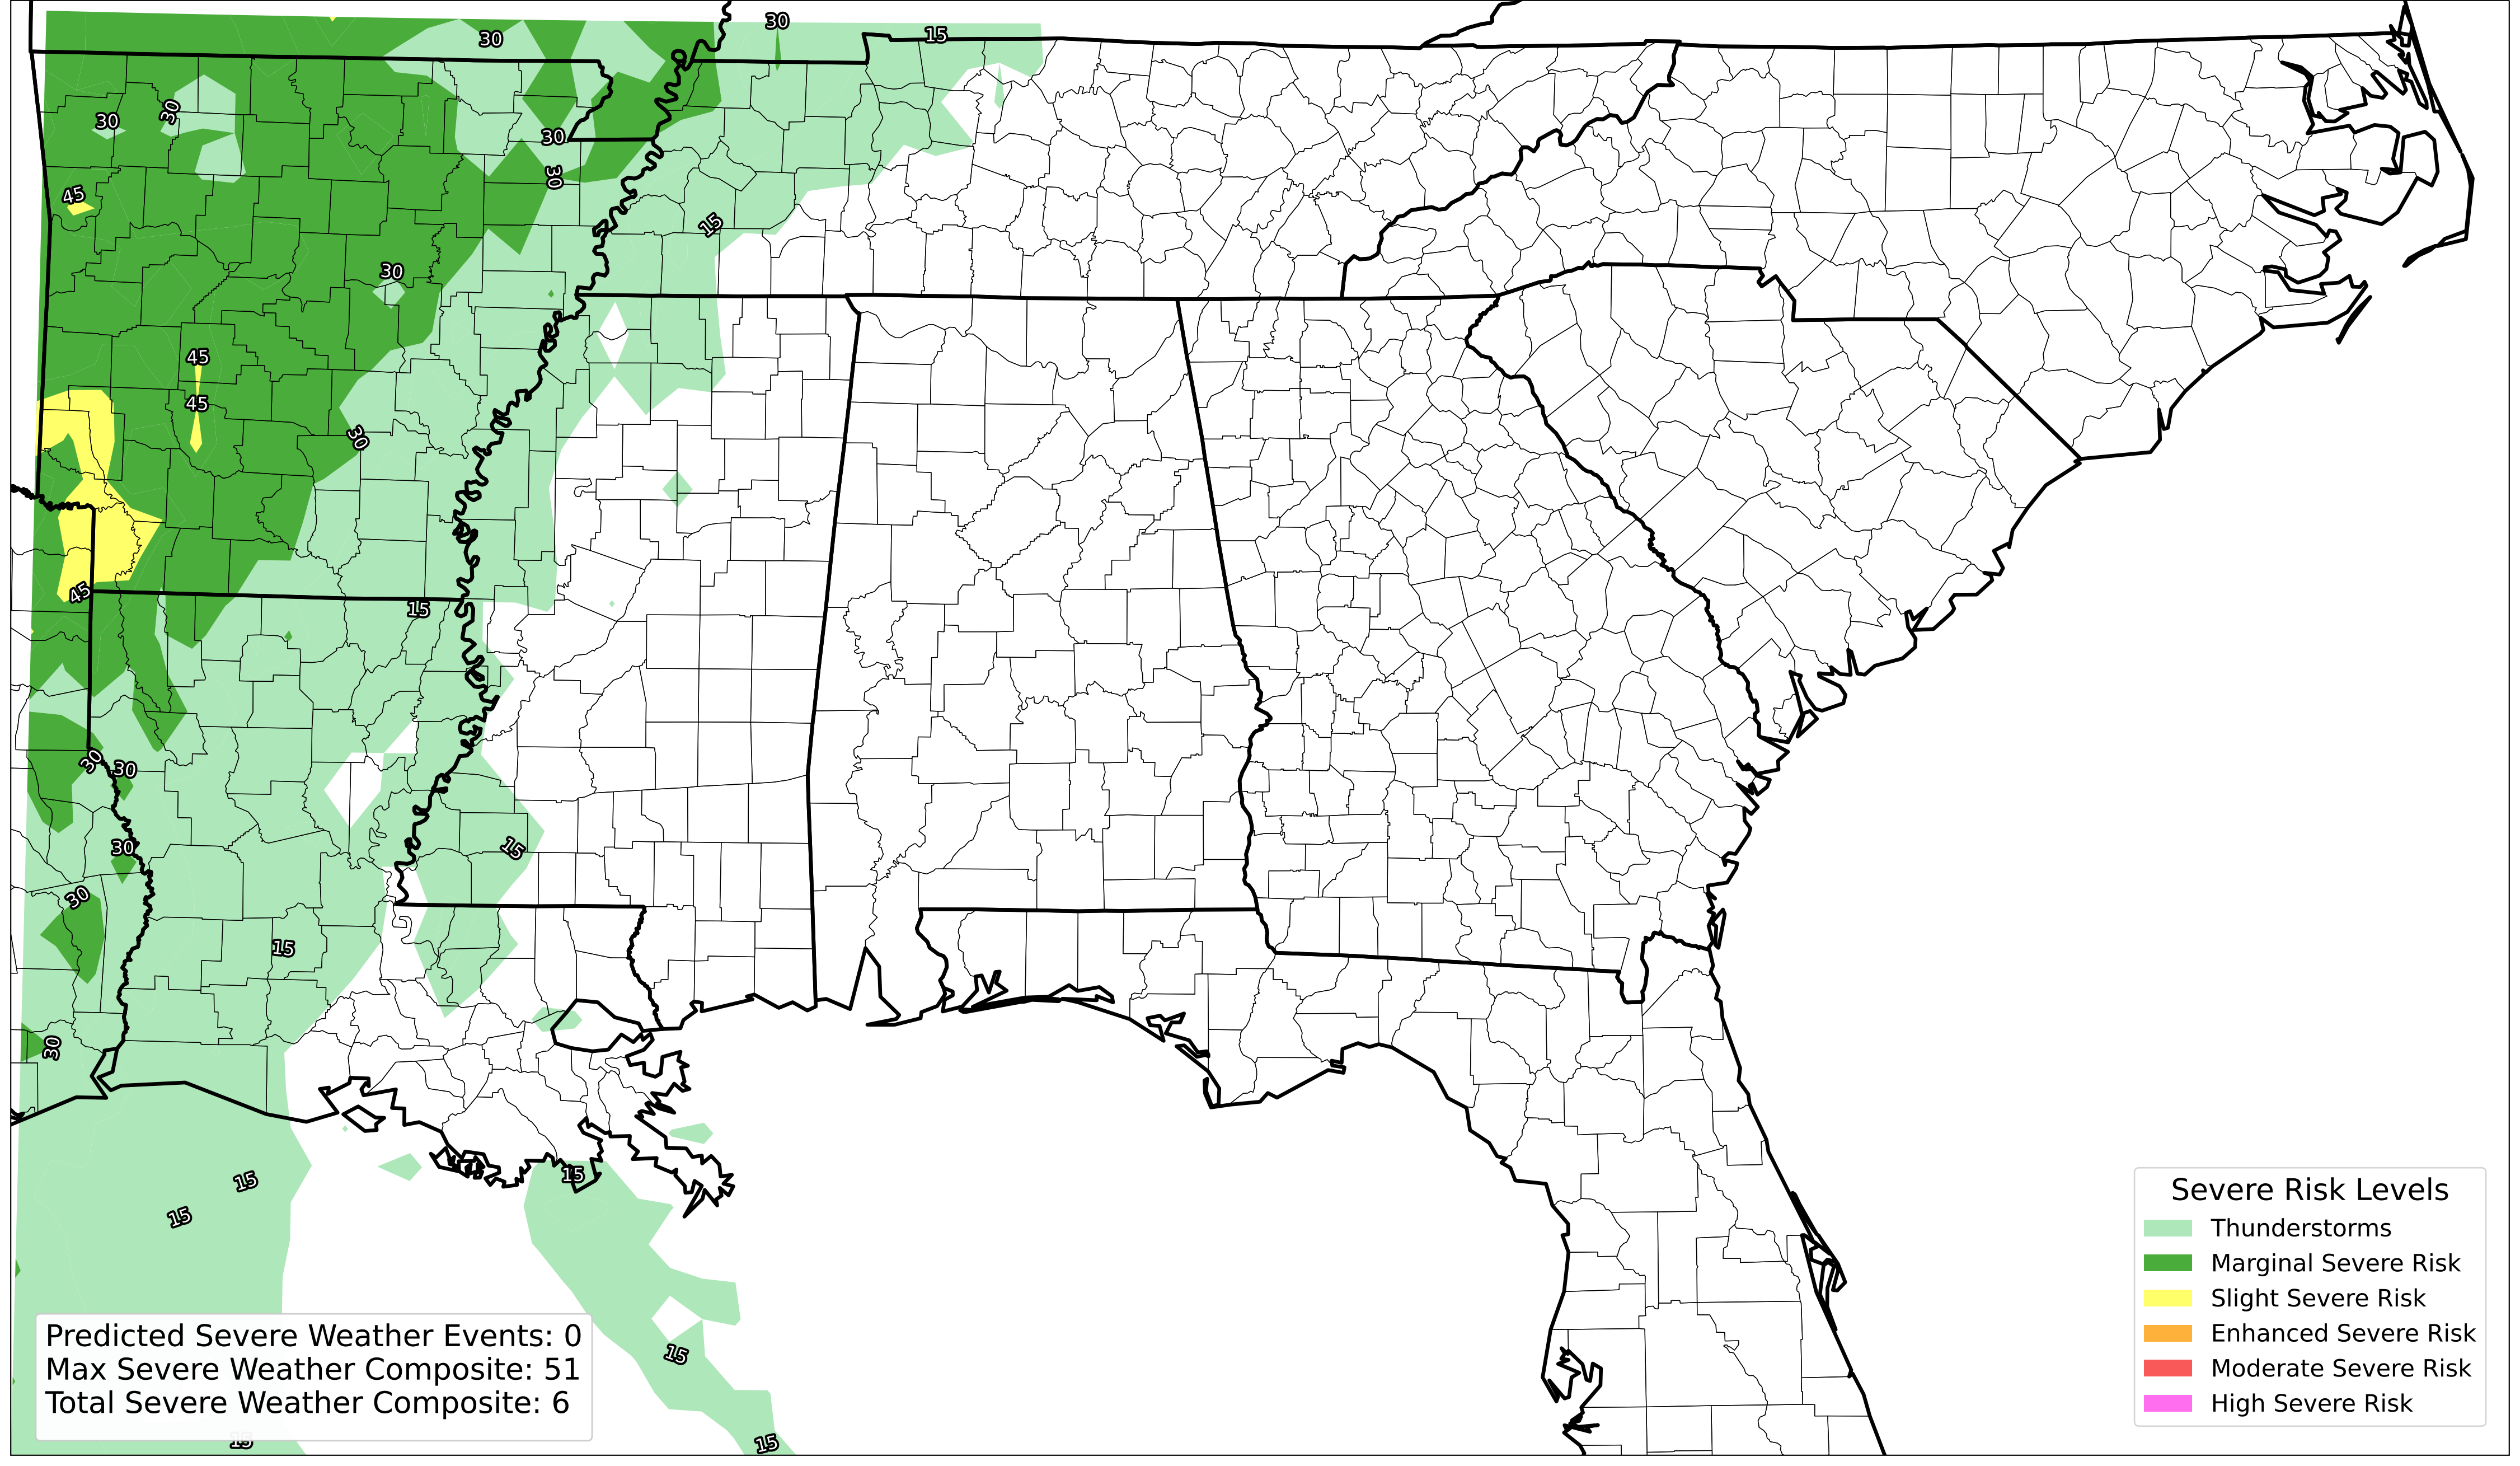 30
15
30
30
30
30
30
45
15
30
45
45
30
45
15
30
30
30
15
30
15
30
15
15
15
15
15
15
Severe Risk Levels
Thunderstorms
Marginal Severe Risk
Slight Severe Risk
Enhanced Severe Risk
Moderate Severe Risk
High Severe Risk
Predicted Severe Weather Events: 0
Max Severe Weather Composite: 51
Total Severe Weather Composite: 6